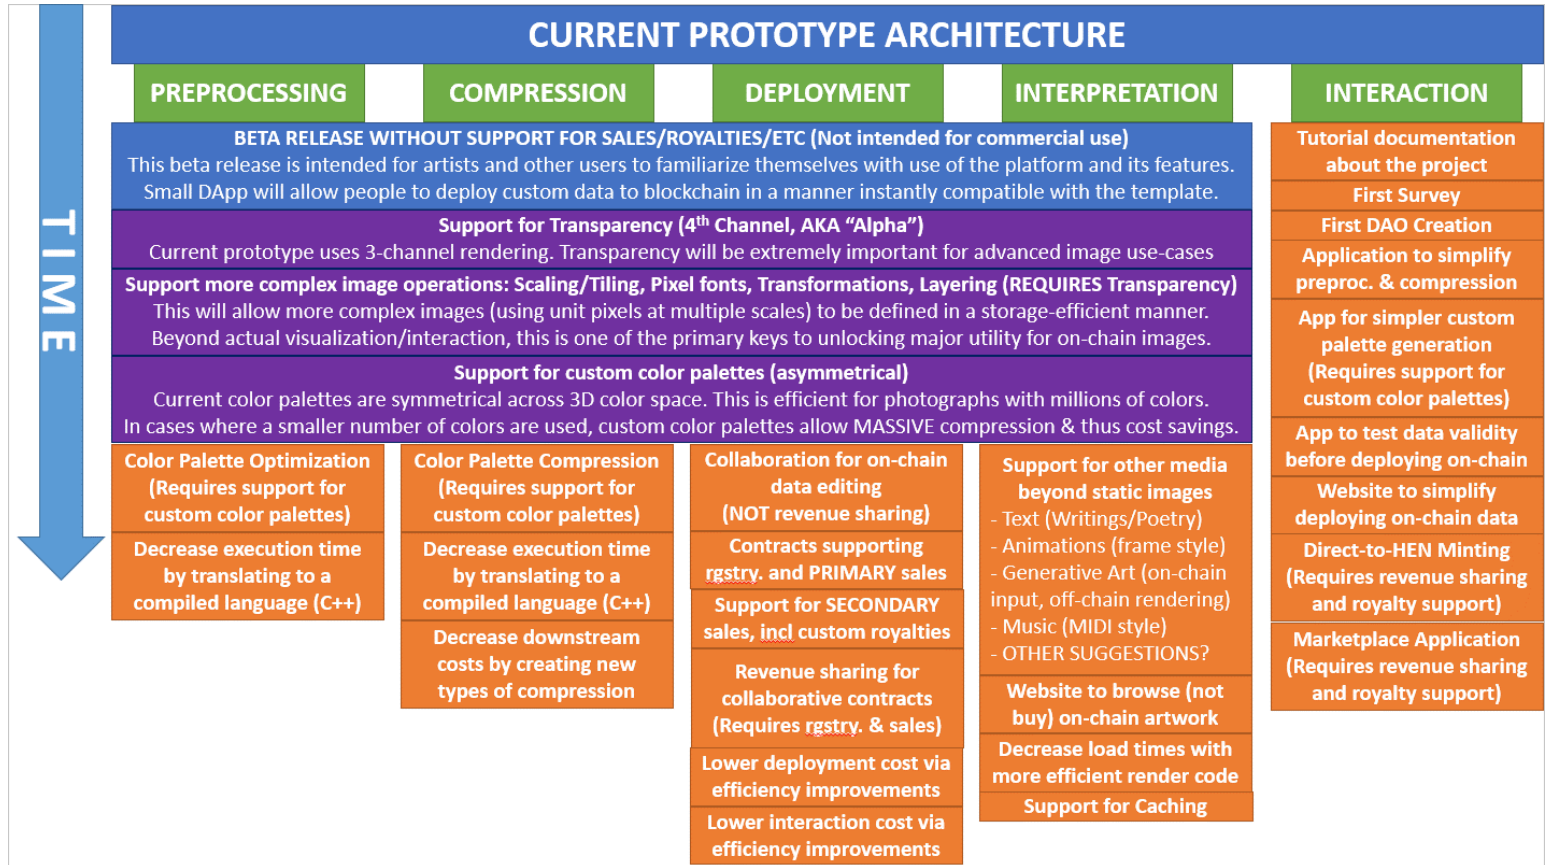 CURRENT PROTOTYPE ARCHITECTURE
TIME
PREPROCESSING
COMPRESSION
DEPLOYMENT
INTERPRETATION
INTERACTION
BETA RELEASE WITHOUT SUPPORT FOR SALES/ROYALTIES/ETC (Not intended for commercial use)
This beta release is intended for artists and other users to familiarize themselves with use of the platform and its features.
Small DApp will allow people to deploy custom data to blockchain in a manner instantly compatible with the template.
Support for Transparency (4th Channel, AKA “Alpha”)
Current prototype uses 3-channel rendering. Transparency will be extremely important for advanced image use-cases
Support more complex image operations: Scaling/Tiling, Pixel fonts, Transformations, Layering (REQUIRES Transparency)
This will allow more complex images (using unit pixels at multiple scales) to be defined in a storage-efficient manner.
Beyond actual visualization/interaction, this is one of the primary keys to unlocking major utility for on-chain images.
Support for custom color palettes (asymmetrical)
Current color palettes are symmetrical across 3D color space. This is efficient for photographs with millions of colors.
In cases where a smaller number of colors are used, custom color palettes allow MASSIVE compression & thus cost savings.
Color Palette Optimization
(Requires support for
custom color palettes)
Decrease execution time
by translating to a
compiled language (C++)
Color Palette Compression
(Requires support for
custom color palettes)
Decrease execution time
by translating to a
compiled language (C++)
Decrease downstream
costs by creating new
types of compression
Collaboration for on-chain
data editing
(NOT revenue sharing)
Contracts supporting
rgstry. and PRIMARY sales
Support for SECONDARY
sales, incl custom royalties
Revenue sharing for
collaborative contracts
(Requires rgstry. & sales)
Lower deployment cost via
efficiency improvements
Lower interaction cost via
efficiency improvements
Support for other media
beyond static images
- Text (Writings/Poetry)
- Animations (frame style)
- Generative Art (on-chain
input, off-chain rendering)
- Music (MIDI style)
- OTHER SUGGESTIONS?
Website to browse (not
buy) on-chain artwork
Decrease load times with
more efficient render code
Support for Caching
Tutorial documentation
about the project
First Survey
First DAO Creation
Application to simplify
preproc. & compression
App for simpler custom
palette generation
(Requires support for
custom color palettes)
App to test data validity
before deploying on-chain
Website to simplify
deploying on-chain data
Direct-to-HEN Minting
(Requires revenue sharing
and royalty support)
Marketplace Application
(Requires revenue sharing
and royalty support)